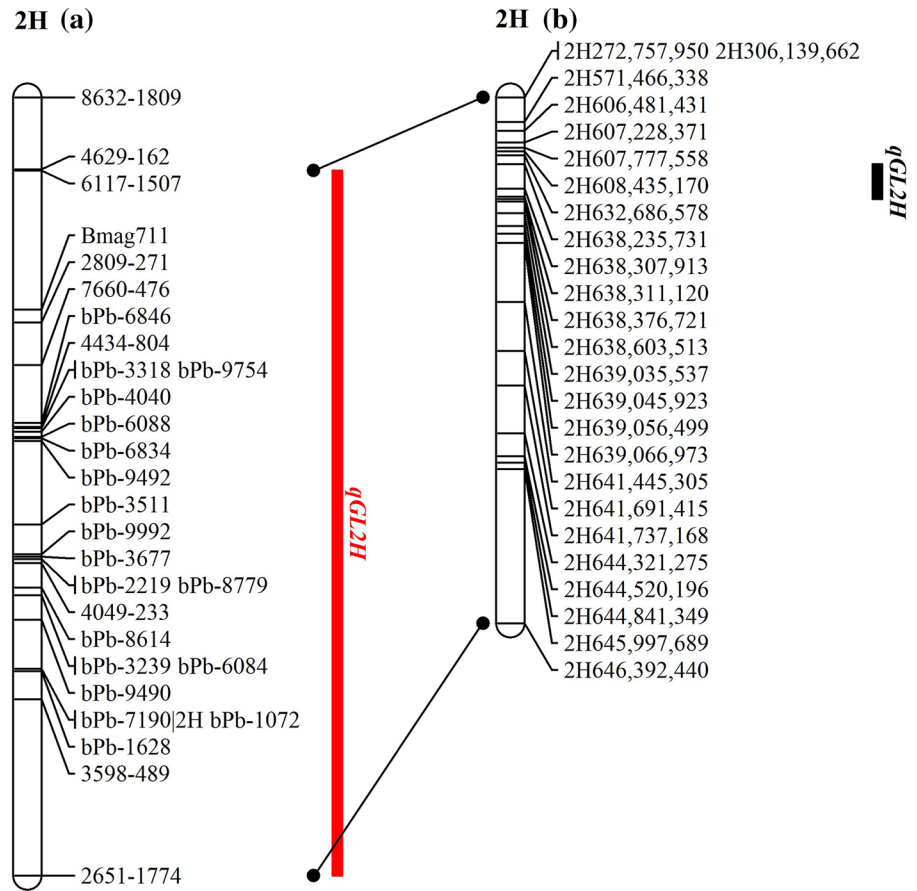 2H (a)
8632-1809
4629-162
6117-1507
Bmag711
2809-271
7660-476
bPb-6846
4434-804
bPb-3318 bPb-9754
bPb-4040
bPb-6088
bPb-6834
bPb-9492
bPb-3511
bPb-9992
bPb-3677
bPb-2219 bPb-8779
4049-233
bPb-8614
bPb-3239 bPb-6084
bPb-9490
bPb-7190|2H bPb-1072
bPb-1628
3598-489
2651-1774
qGL2H
2H (b)
2H272,757,950 2H306,139,662
2H571,466,338
2H606,481,431
2H607,228,371
2H607,777,558
2H608,435,170
2H632,686,578
2H638,235,731
2H638,307,913
2H638,311,120
2H638,376,721
2H638,603,513
2H639,035,537
2H639,045,923
2H639,056,499
2H639,066,973
2H641,445,305
2H641,691,415
2H641,737,168
2H644,321,275
2H644,520,196
2H644,841,349
2H645,997,689
2H646,392,440
qGL2H